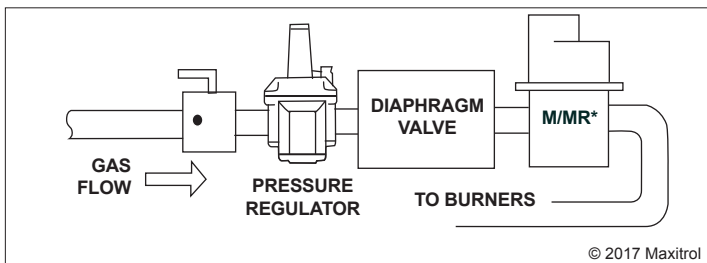 DIAPHRAGM
VALVE
M/MR*
GAS
FLOW
PRESSURE
REGULATOR
TO BURNERS
© 2017 Maxitrol